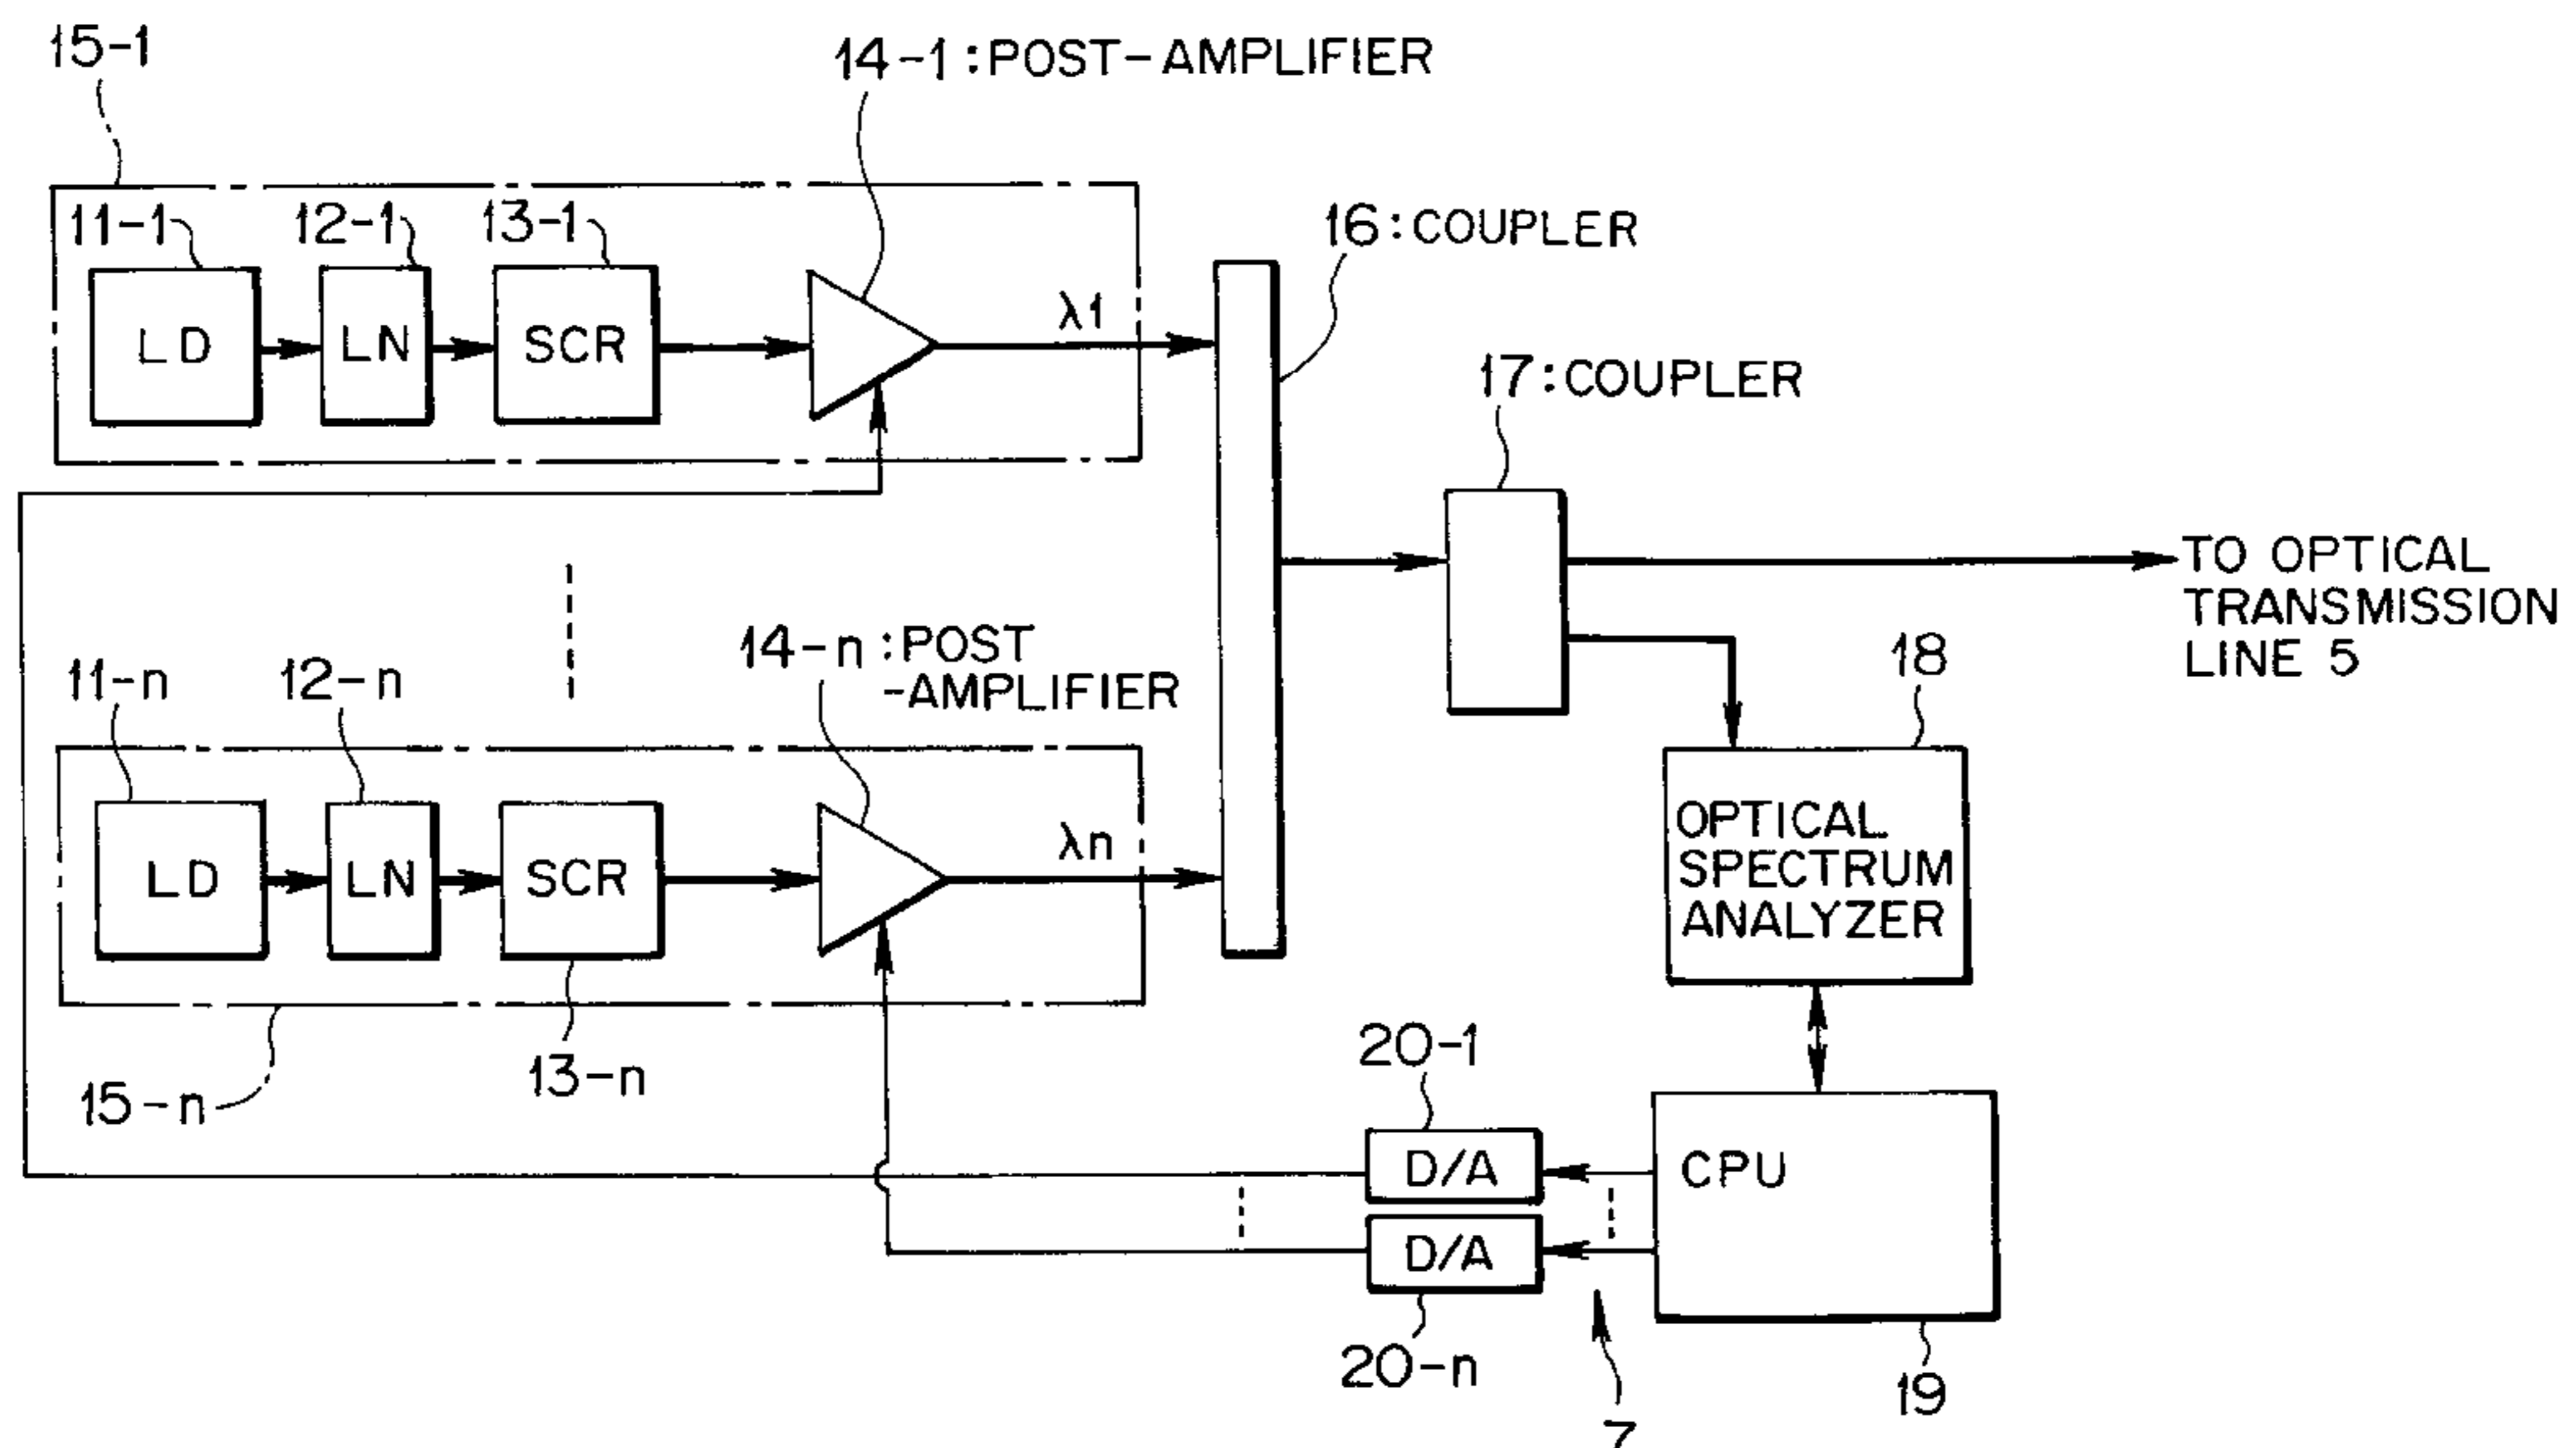 15-1
14-1:POST-AMPLIFIER
11-1
12-1
13-1
16:COUPLER
LD
LN
SCR
λ1
17:COUPLER
TO OPTICAL
TRANSMISSION
LINE 5
14-n:POST
-AMPLIFIER
11-n
12-n
18
LD
LN
SCR
λn
OPTICAL
SPECTRUM
ANALYZER
13-n
15-n
20-1
D/A
CPU
D/A
20-n
19
7